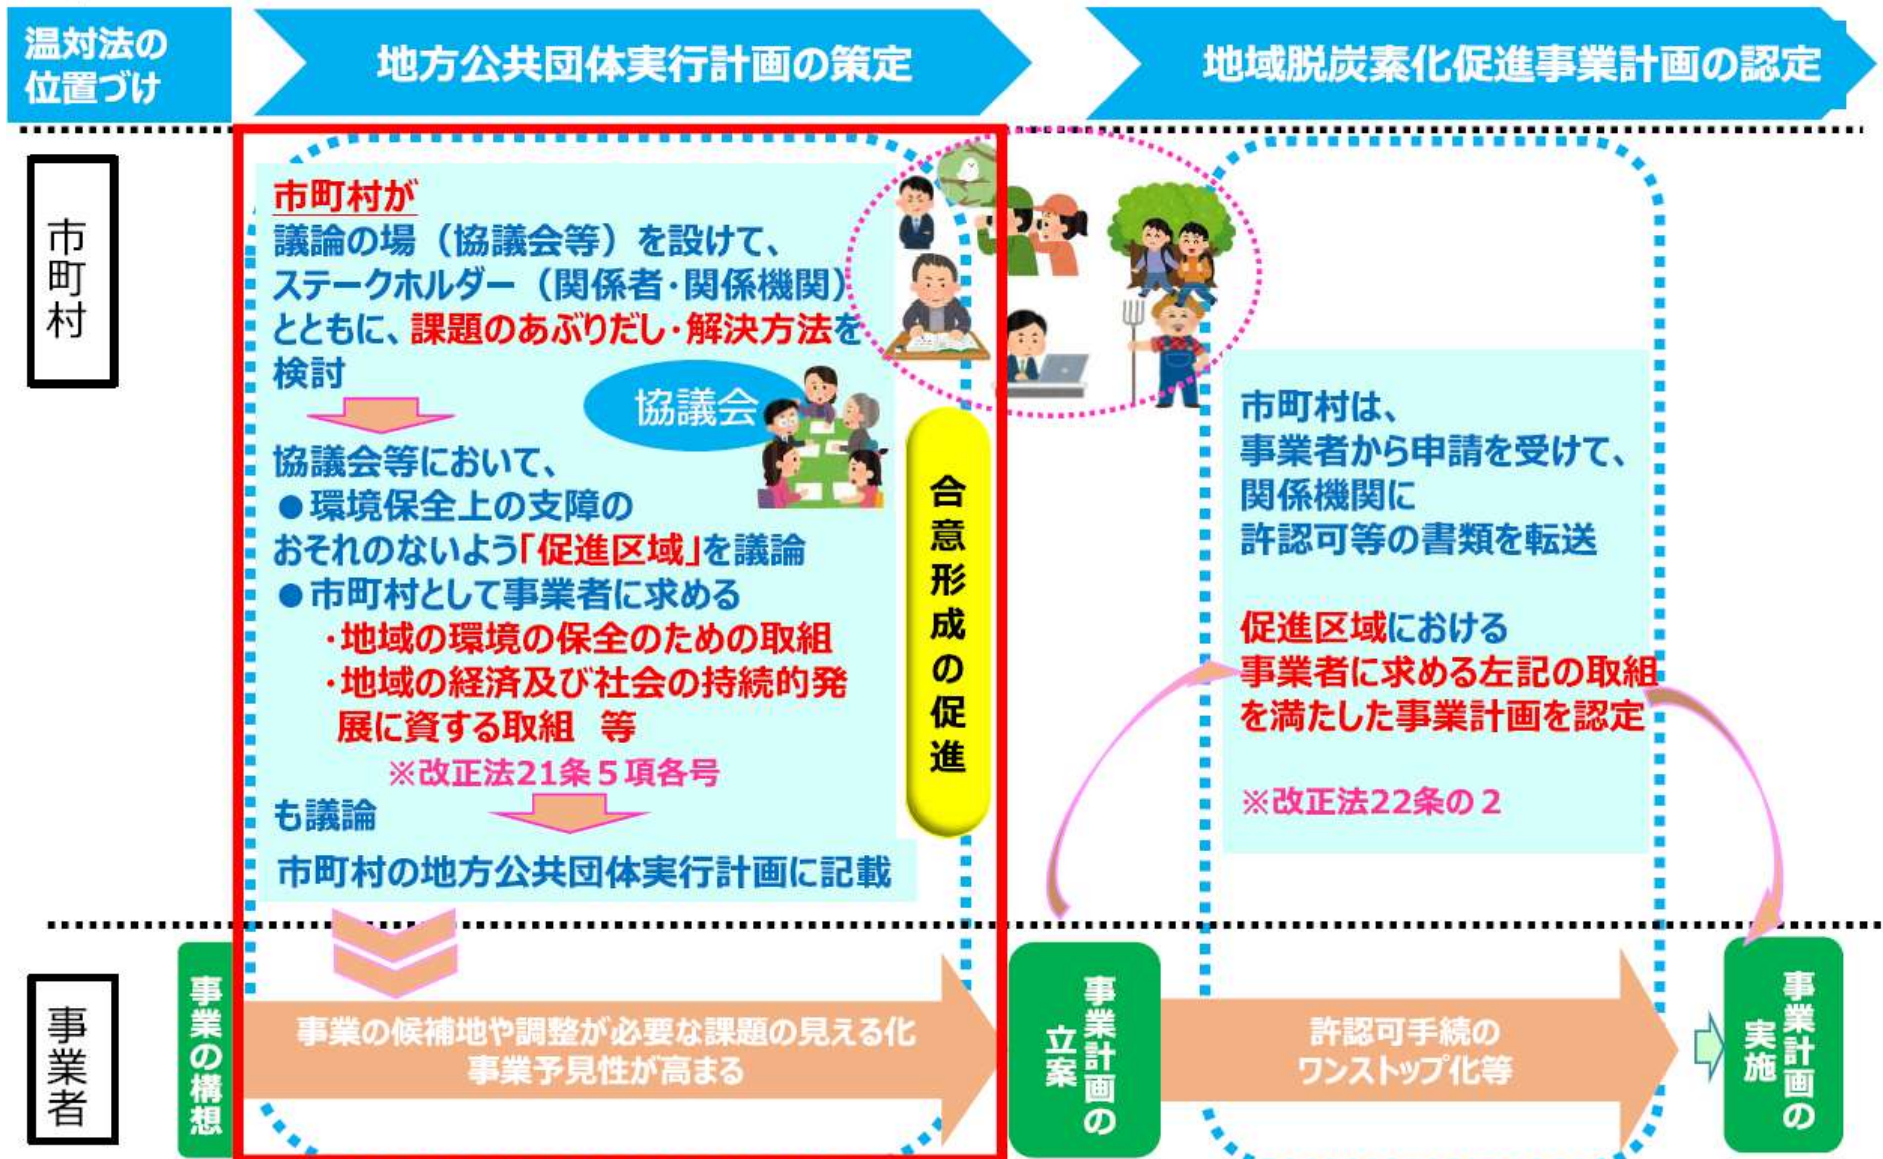 温対法の
位置づけ
地方公共団体実行計画の策定
地域脱炭素化促進事業計画の認定
市町村
市町村が
議論の場（協議会等）を設けて、
ステークホルダー（関係者・関係機関）
とともに、課題のあぶりだし・解決方法を
検討
協議会
協議会等において、
●環境保全上の支障の
おそれのないよう「促進区域」を議論
●市町村として事業者に求める
・地域の環境の保全のための取組
・地域の経済及び社会の持続的発
展に資する取組　等
※改正法21条５項各号
も議論
市町村の地方公共団体実行計画に記載
合意形成の促進
市町村は、
事業者から申請を受けて、
関係機関に
許認可等の書類を転送
促進区域における
事業者に求める左記の取組
を満たした事業計画を認定
※改正法22条の２
事業者
事業の構想
事業の候補地や調整が必要な課題の見える化
事業予見性が高まる
事業計画の
立案
許認可手続の
ワンストップ化等
事業計画の
実施